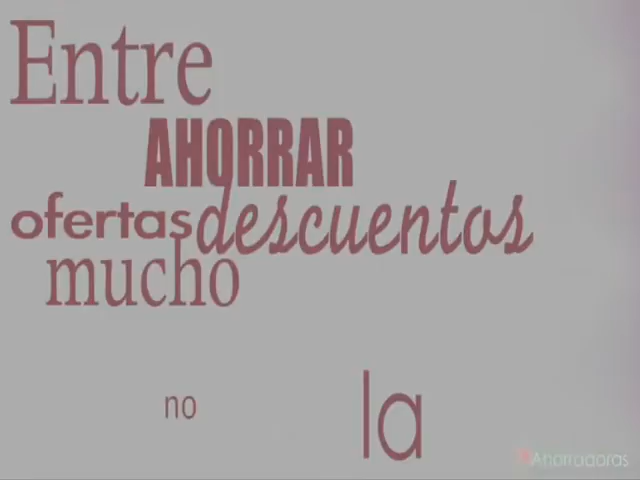 Entre
AHORRAR
ofertas descuentos
mucho
no la
Ahorradoras